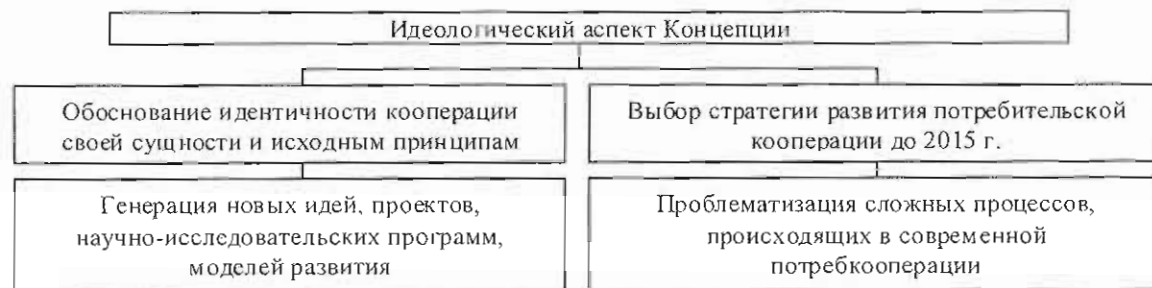 Идеологический аспект Концепции
Обоснование идентичности кооперации
своей сущности и исходным принципам
Выбор стратегии развития потребительской
кооперации до 2015 г.
Генерация новых идей, проектов,
научно-исследовательских программ,
моделей развития
Проблематизация сложных процессов,
происходящих в современной
потребкооперации